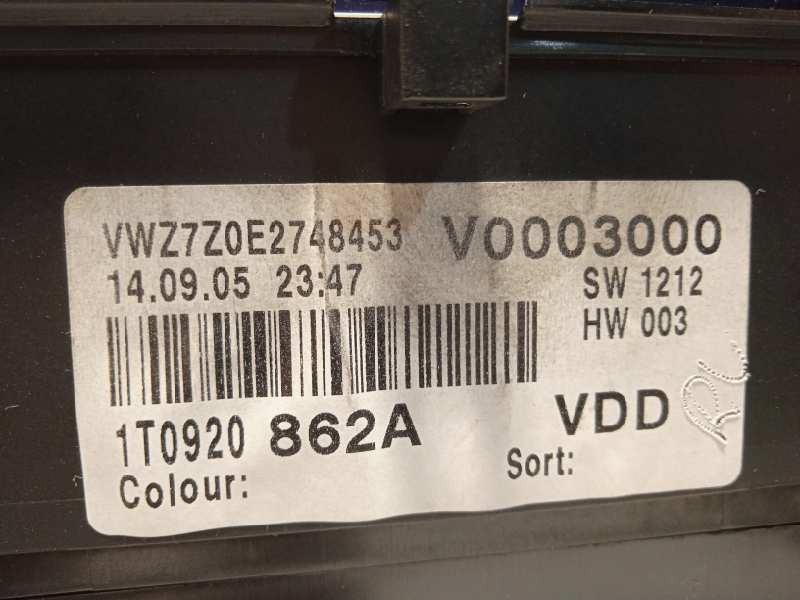 VWZ7Z0E2748453 V0003000
14.09.05 23:47 SW 1212
HW 003
1T0920 862A VDD
Colour: Sort: